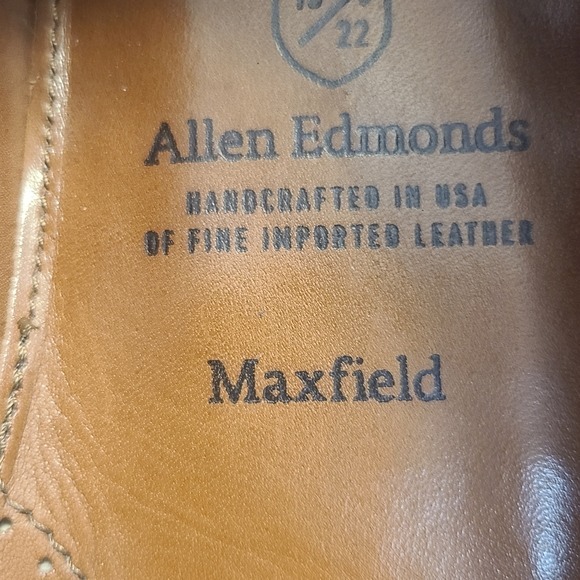 22
Allen Edmonds
HANDCRAFTED IN USA
OF FINE IMPORTED LEATHER
Maxfield